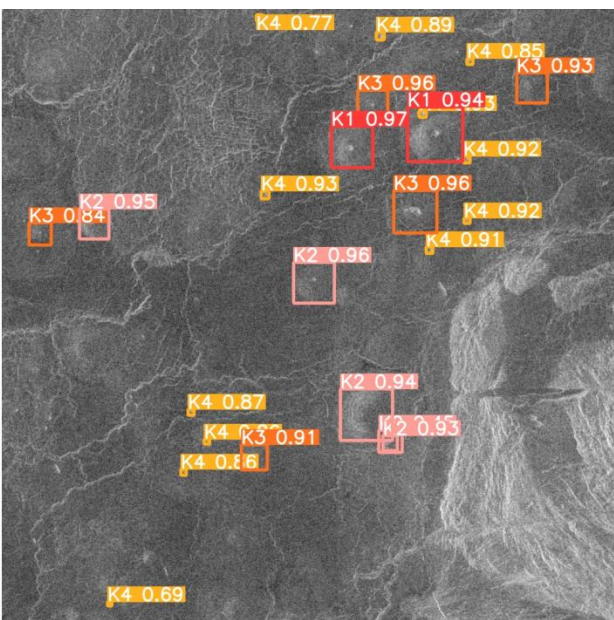 K4 0.77
K4 0.89
K4 0.85
K3 0.93
K3 0.96
K1 0.94
K1 0.97
K4 0.92
K4 0.93
K3 0.96
K2 0.95
K3 0.84
K4 0.92
K4 0.91
K2 0.96
K2 0.94
K4 0.87
K2 0.93
K3 0.91
K4 0.86
K4 0.69